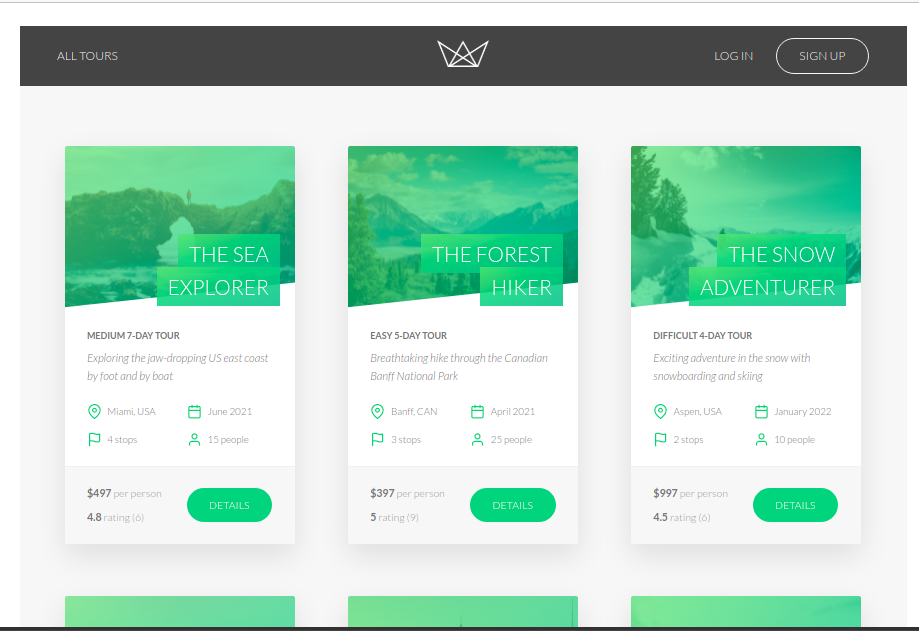 ALL TOURS
LOG IN
SIGN UP
THE SEA
EXPLORER
MEDIUM 7-DAY TOUR
Exploring the jaw-dropping US east coast
by foot and by boat
Miami, USA
June 2021
4 stops
15 people
$497 per person
4.8 rating (6)
DETAILS
THE FOREST
HIKER
EASY 5-DAY TOUR
Breathtaking hike through the Canadian
Banff National Park
Banff, CAN
April 2021
3 stops
25 people
$397 per person
5 rating (9)
DETAILS
THE SNOW
ADVENTURER
DIFFICULT 4-DAY TOUR
Exciting adventure in the snow with
snowboarding and skiing
Aspen, USA
January 2022
2 stops
10 people
$997 per person
4.5 rating (6)
DETAILS